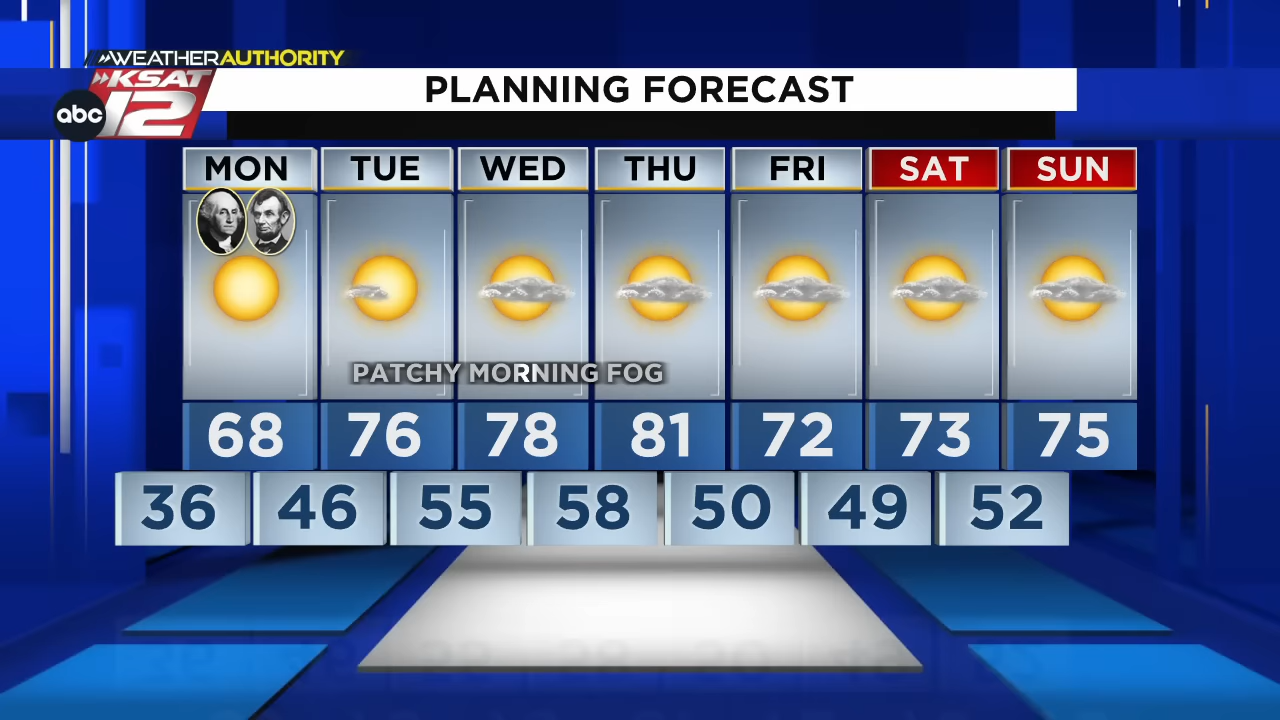 WEATHERAUTHORITY
KSAT
abc 12
PLANNING FORECAST
MON TUE WED THU FRI SAT SUN
PATCHY MORNING FOG
68 76 78 81 72 73 75
36 46 55 58 50 49 52